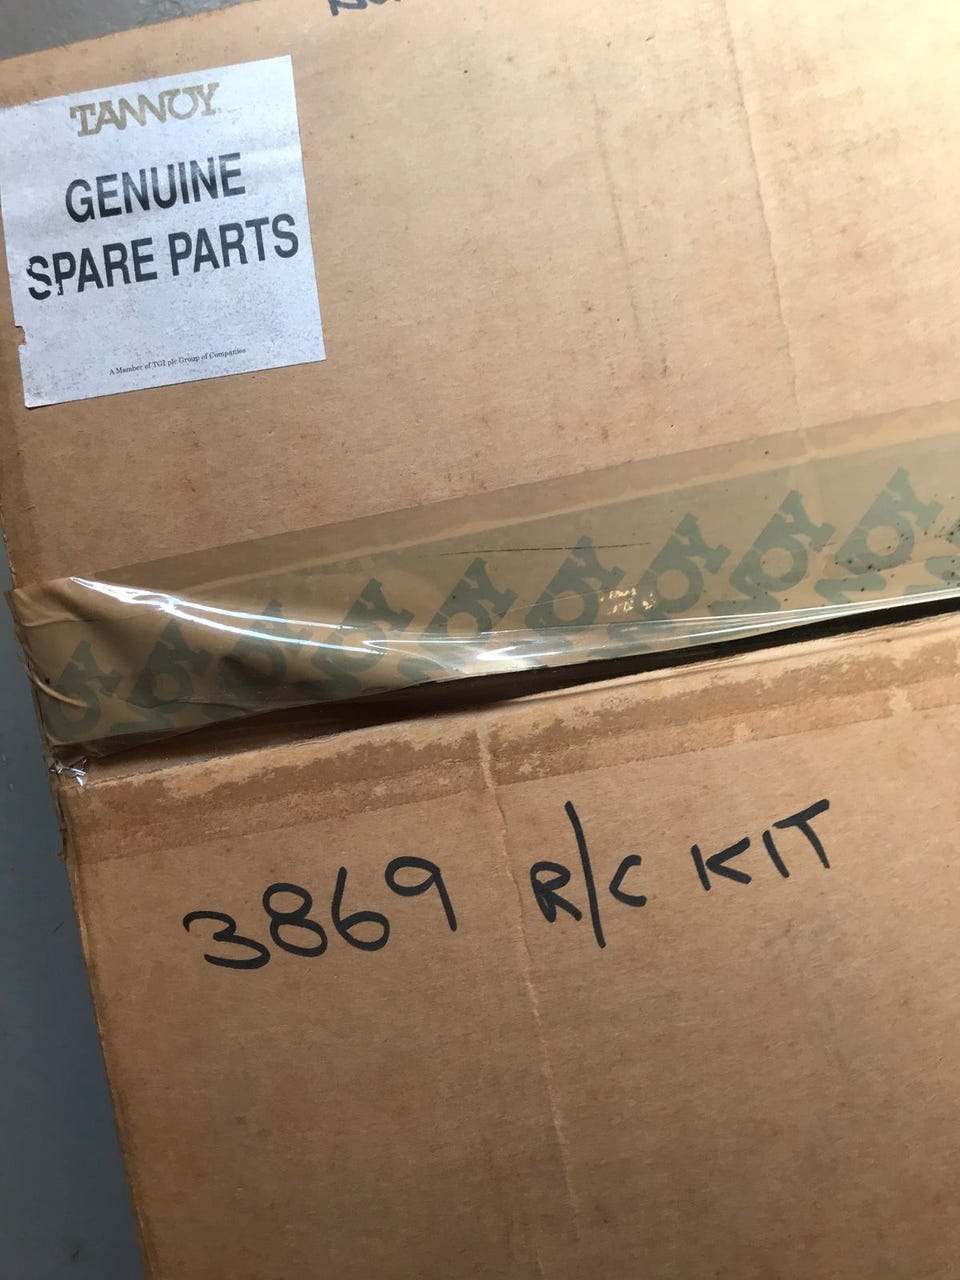 TANNOY
GENUINE
SPARE PARTS
A Member of TGI plc Group of Companies
3869 R/C KIT